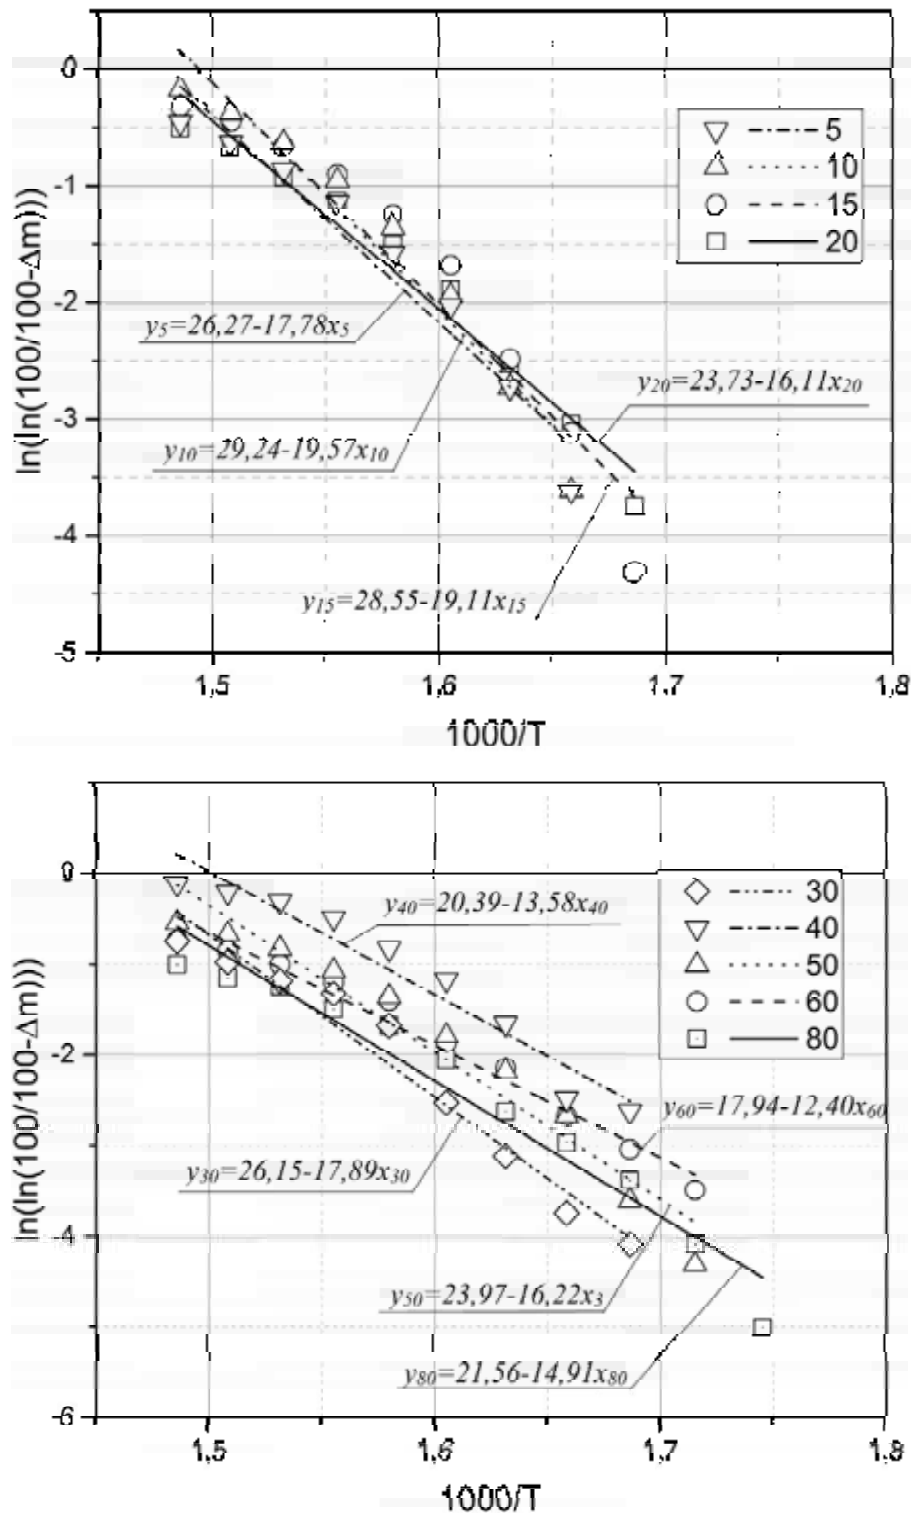 0
-1
-2
-3
-4
-5
ln(ln(100/100-Δm)))
5
10
15
20
y5=26,27-17,78x5
y20=23,73-16,11x20
y10=29,24-19,57x10
y15=28,55-19,11x15
1,5
1,6
1,7
1,8
1000/T
0
-2
-4
-6
ln(ln(100/100-Δm)))
30
40
50
60
80
y40=20,39-13,58x40
y60=17,94-12,40x60
y30=26,15-17,89x30
y50=23,97-16,22x3
y80=21,56-14,91x80
1,5
1,6
1,7
1,8
1000/T